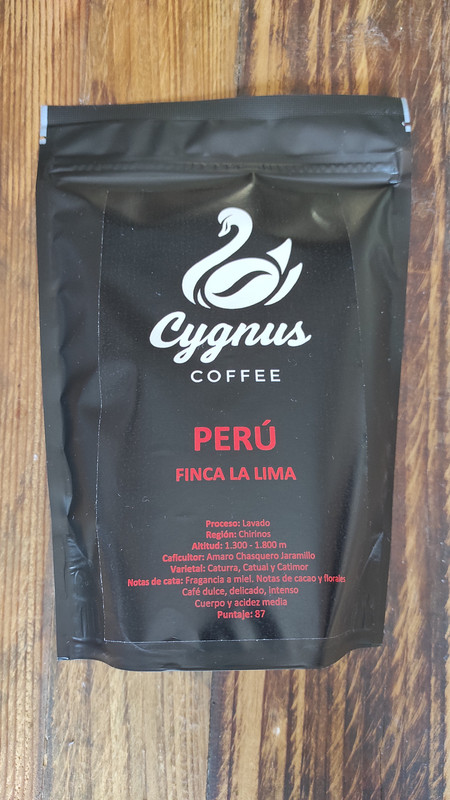 Cygnus
COFFEE
PERÚ
FINCA LA LIMA
Proceso: Lavado
Región: Chirinos
Altitud: 1.300 - 1.800 m
Caficultor: Amaro Chasquero Jaramillo
Varietal: Caturra, Catual y Catimor
Notas de cata: Fragancia a miel. Notas de cacao y florales
Café dulce, delicado, intenso
Cuerpo y acidez media
Puntaje: 87